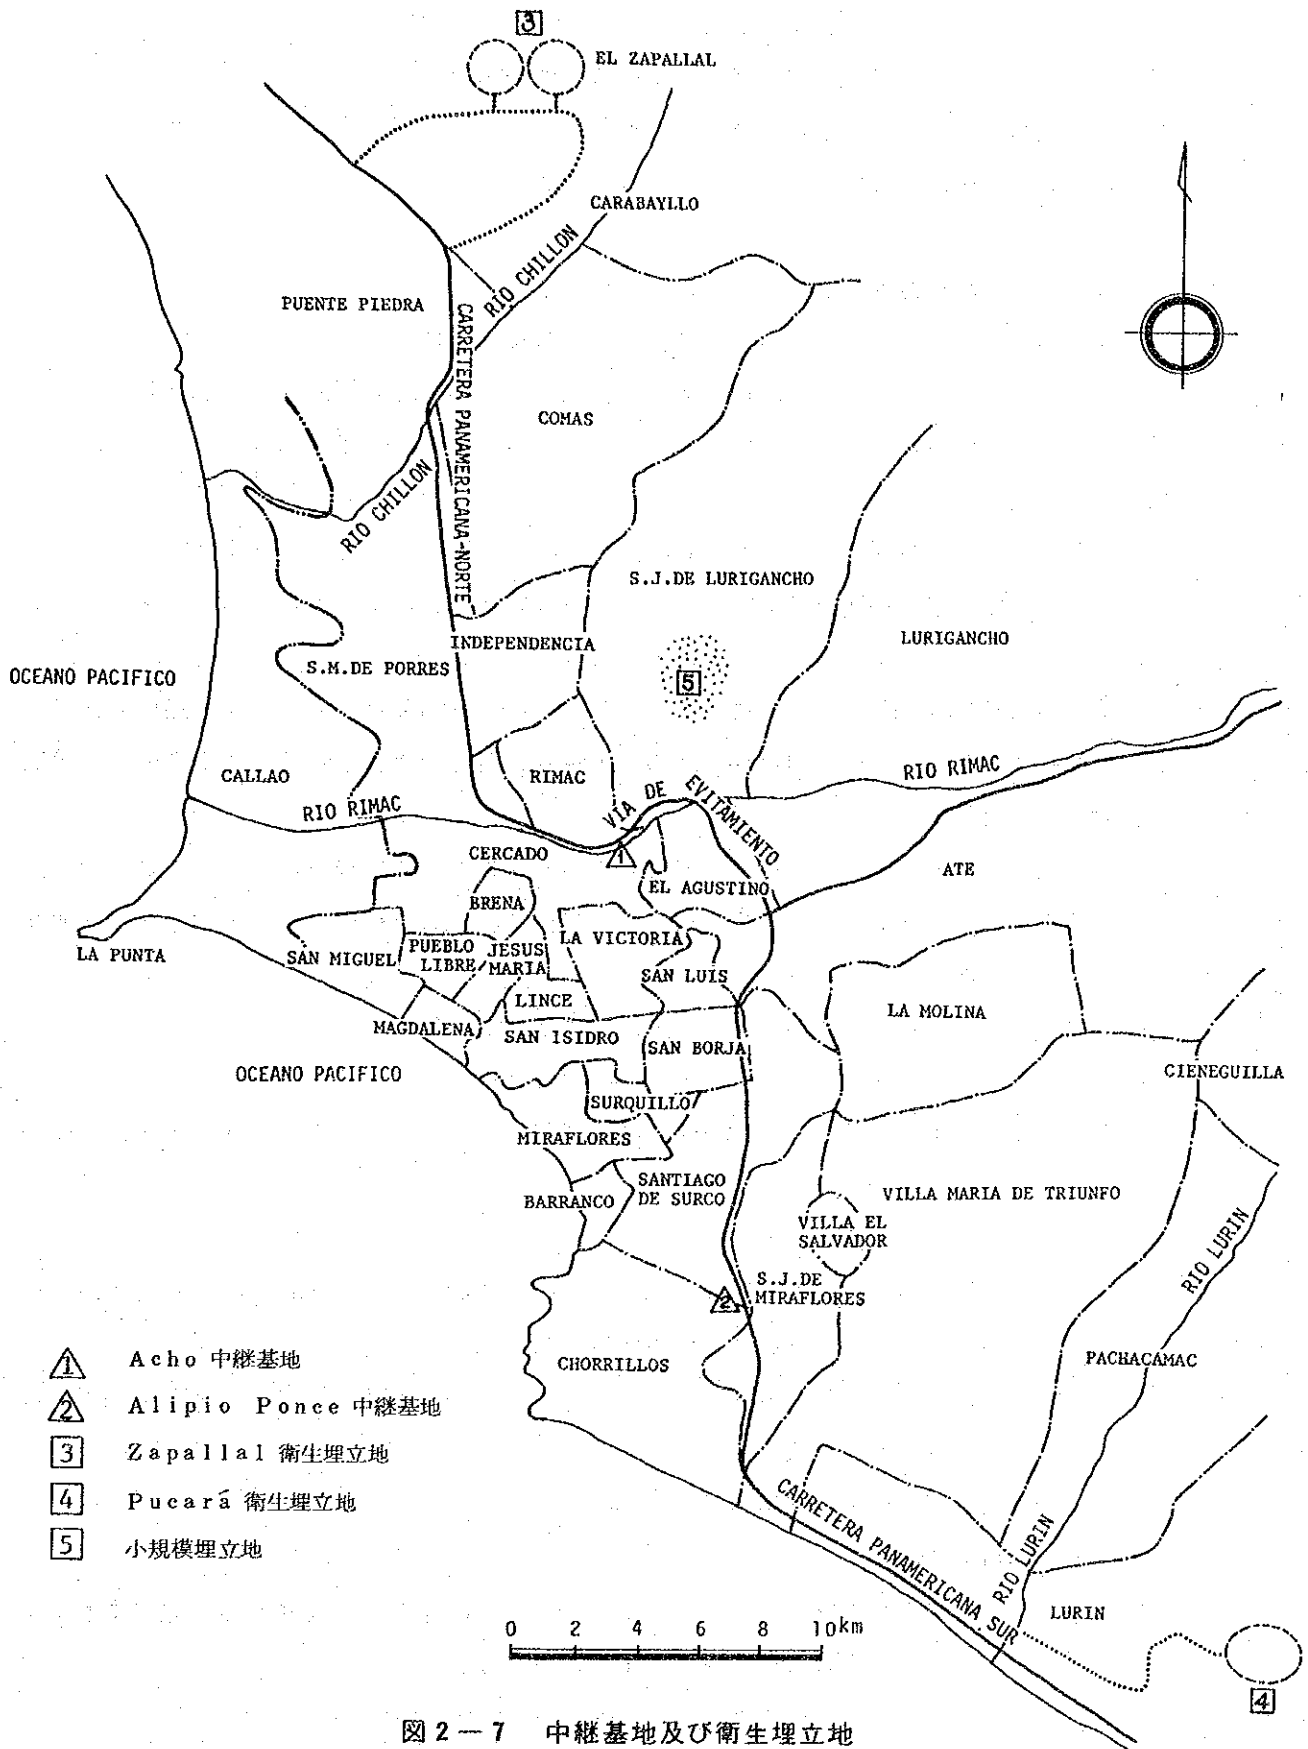 3
EL ZAPALLAL
CARABAYLLO
RIO CHILLON
PUENTE PIEDRA
CARRETERA PANAMERICANA-NORTE
COMAS
RIO CHILLON
S.J.DE LURIGANCHO
LURIGANCHO
INDEPENDENCIA
S.M.DE PORRES
OCEANO PACIFICO
5
CALLAO
RIMAC
RIO RIMAC
RIO RIMAC
VIA DE EVITAMIENTO
1
CERCADO
ATE
EL AGUSTINO
BRENA
LA PUNTA
SAN MIGUEL
PUEBLO
LIBRE
JESUS
MARIA
LA VICTORIA
SAN LUIS
LINCE
LA MOLINA
MAGDALENA
SAN ISIDRO
SAN BORJA
OCEANO PACIFICO
CIENEGUILLA
SURQUILLO
MIRAFLORES
SANTIAGO
DE SURCO
BARRANCO
VILLA MARIA DE TRIUNFO
VILLA EL
SALVADOR
RIO LURIN
S.J.DE
MIRAFLORES
2
CHORRILLOS
PACHACAMAC
1 Acho 中継基地
2 Alipio Ponce 中継基地
3 Zapallal 衛生埋立地
4 Pucará 衛生埋立地
5 小規模埋立地
CARRETERA PANAMERICANA SUR
RIO LURIN
LURIN
4
0 2 4 6 8 10km
図2-7 中継基地及び衛生埋立地